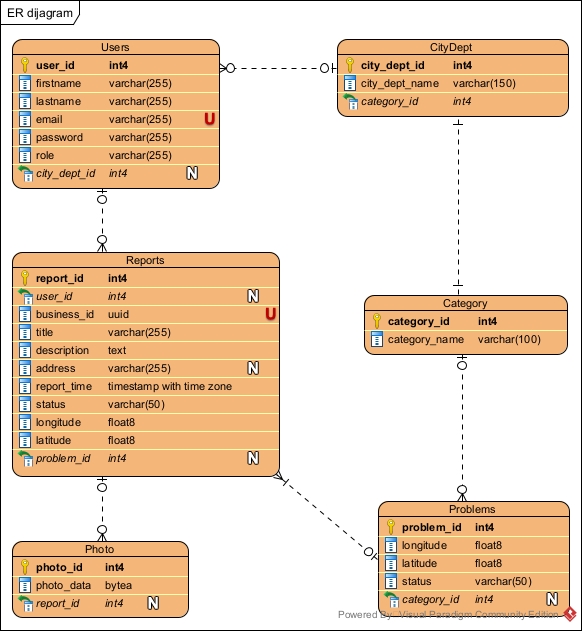 ER dijagram
Users
user_id int4
firstname varchar(255)
lastname varchar(255)
email varchar(255) U
password varchar(255)
role varchar(255)
city_dept_id int4 N
CityDept
city_dept_id int4
city_dept_name varchar(150)
category_id int4
Reports
report_id int4
user_id int4 N
business_id uuid U
title varchar(255)
description text
address varchar(255) N
report_time timestamp with time zone
status varchar(50)
longitude float8
latitude float8
problem_id int4 N
Category
category_id int4
category_name varchar(100)
Photo
photo_id int4
photo_data bytea
report_id int4 N
Problems
problem_id int4
longitude float8
latitude float8
status varchar(50)
category_id int4 N
Powered By Visual Paradigm Community Edition